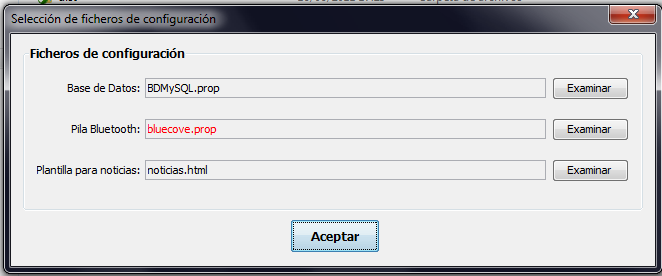 Selección de ficheros de configuración
Ficheros de configuración
Base de Datos: BDMySQL.prop Examinar
Pila Bluetooth: bluecove.prop Examinar
Plantilla para noticias: noticias.html Examinar
Aceptar